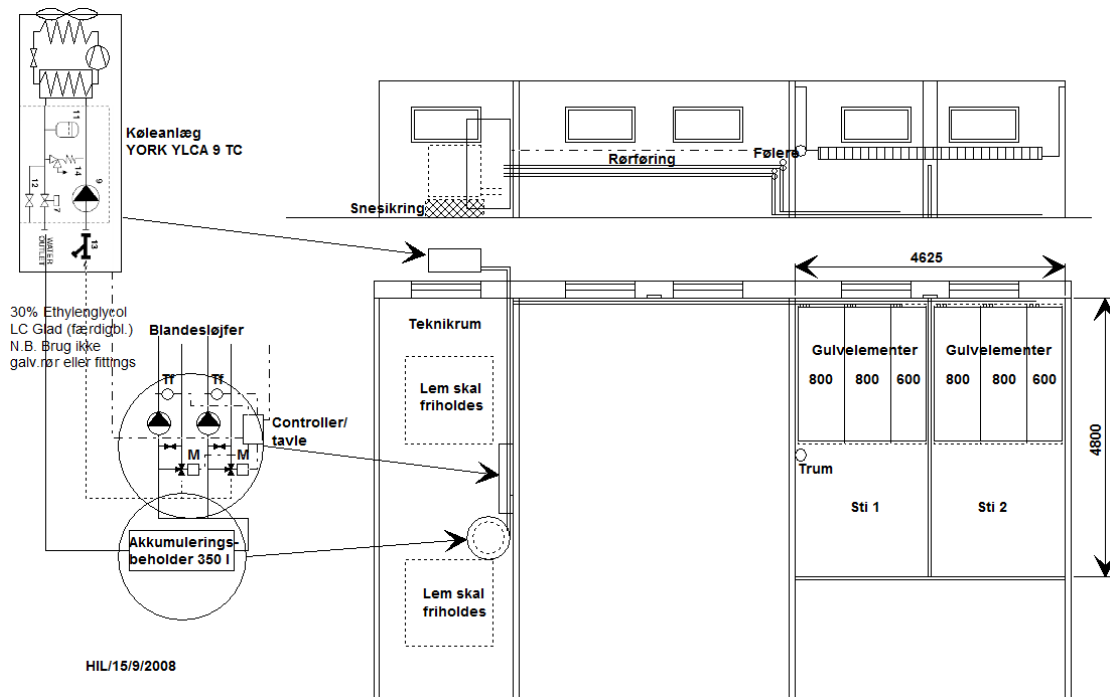 11
Køleanlæg
YORK YLCA 9 TC
14
9
12
7
13
WATER
OUTLET
Rørføring
Følere
Snesikring
4625
30% Ethylenglycol
LC Glad (færdigbl.)
N.B. Brug ikke
galv.rør eller fittings
Blandesløjfer
Tf
Tf
M
M
Controller/
tavle
Teknikrum
Lem skal
friholdes
Gulvelementer
800 800 600
Gulvelementer
800 800 600
4800
Trum
Sti 1
Sti 2
Akkumulerings-
beholder 350 l
Lem skal
friholdes
HIL/15/9/2008